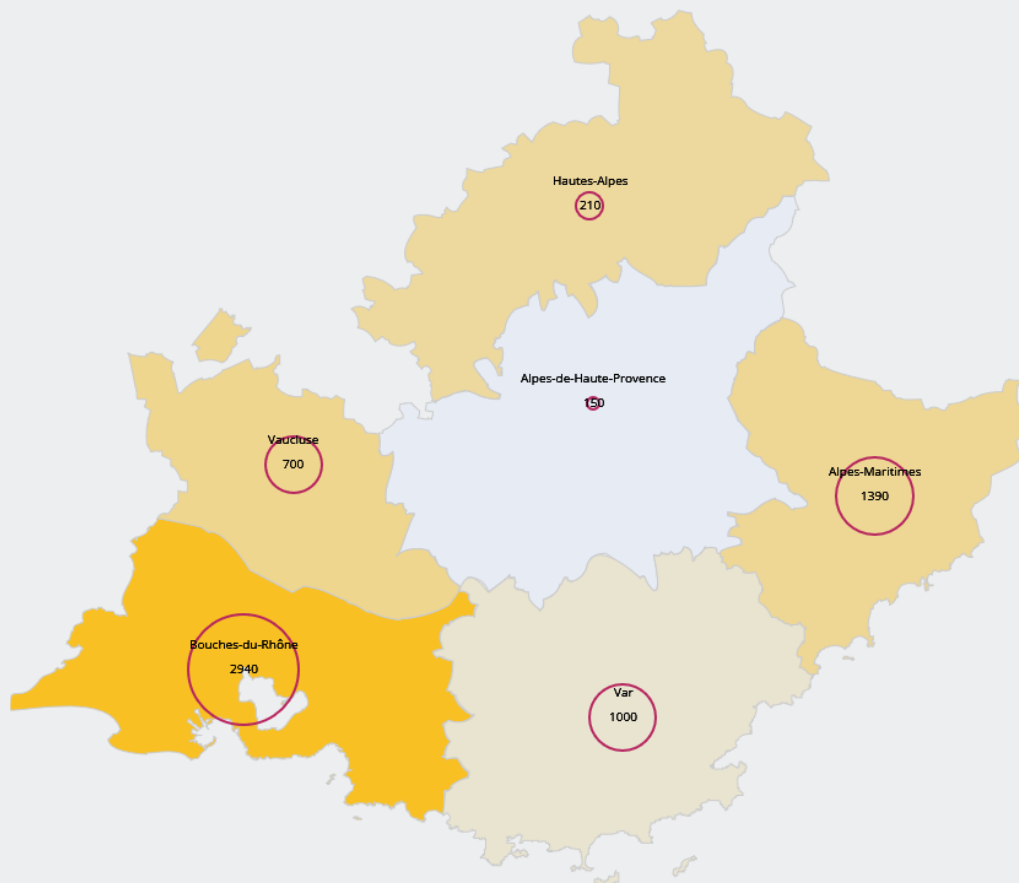 Hautes-Alpes
210
Alpes-de-Haute-Provence
150
Vaucluse
700
Alpes-Maritimes
1390
Bouches-du-Rhône
2940
Var
1000